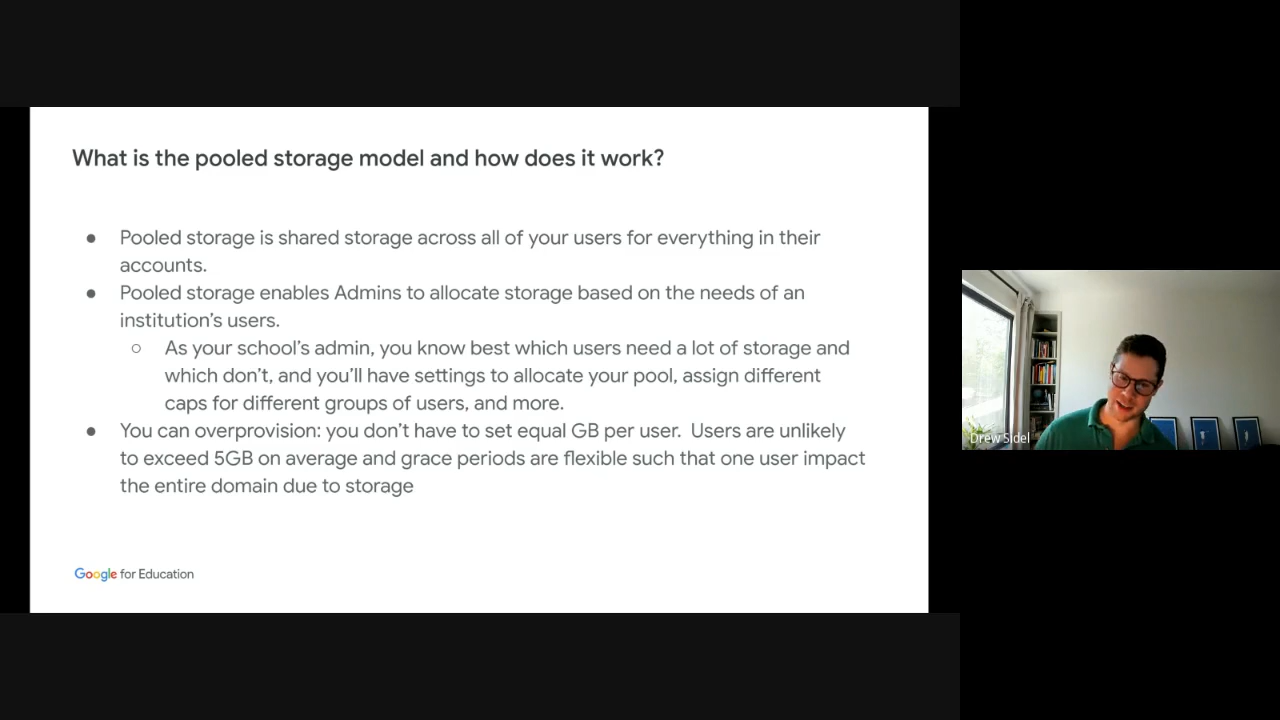 What is the pooled storage model and how does it work?
● Pooled storage is shared storage across all of your users for everything in their
accounts.
● Pooled storage enables Admins to allocate storage based on the needs of an
institution’s users.
○ As your school’s admin, you know best which users need a lot of storage and
which don’t, and you’ll have settings to allocate your pool, assign different
caps for different groups of users, and more.
● You can overprovision: you don’t have to set equal GB per user.  Users are unlikely
to exceed 5GB on average and grace periods are flexible such that one user impact
the entire domain due to storage
Google for Education
Drew Sidel